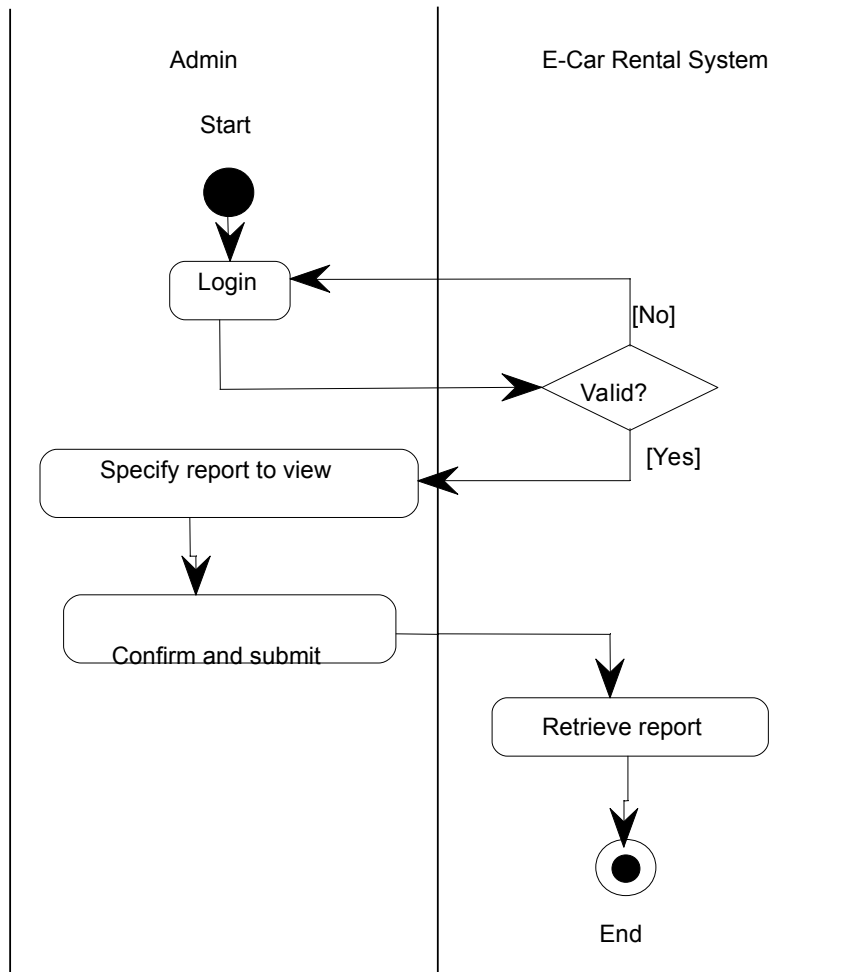 Admin
E-Car Rental System
Start
Login
[No]
Valid?
[Yes]
Specify report to view
Confirm and submit
Retrieve report
End